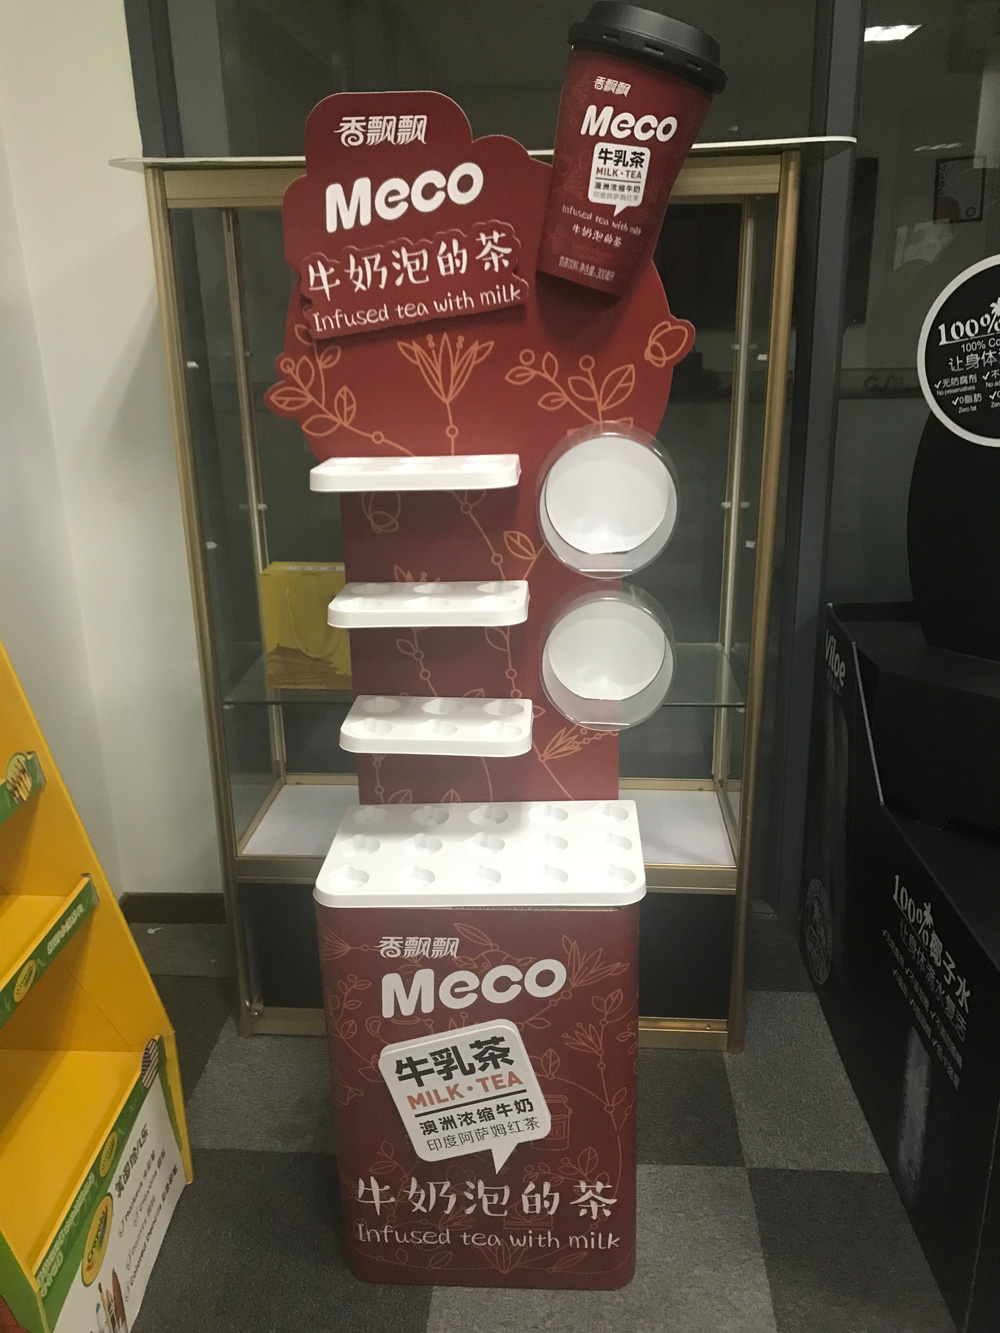 香飘飘
Meco
牛奶泡的茶
Infused tea with milk
香飘飘
Meco
牛乳茶
MILK·TEA
澳洲浓缩牛奶
印度阿萨姆红茶
Infused tea with milk
牛奶泡的茶
香飘飘
Meco
牛乳茶
MILK·TEA
澳洲浓缩牛奶
印度阿萨姆红茶
牛奶泡的茶
Infused tea with milk
100%
100% Co
让身体
✓无防腐剂
No preservatives
✓0脂肪
Zero fat
Viloe
100%椰子水
Crayola